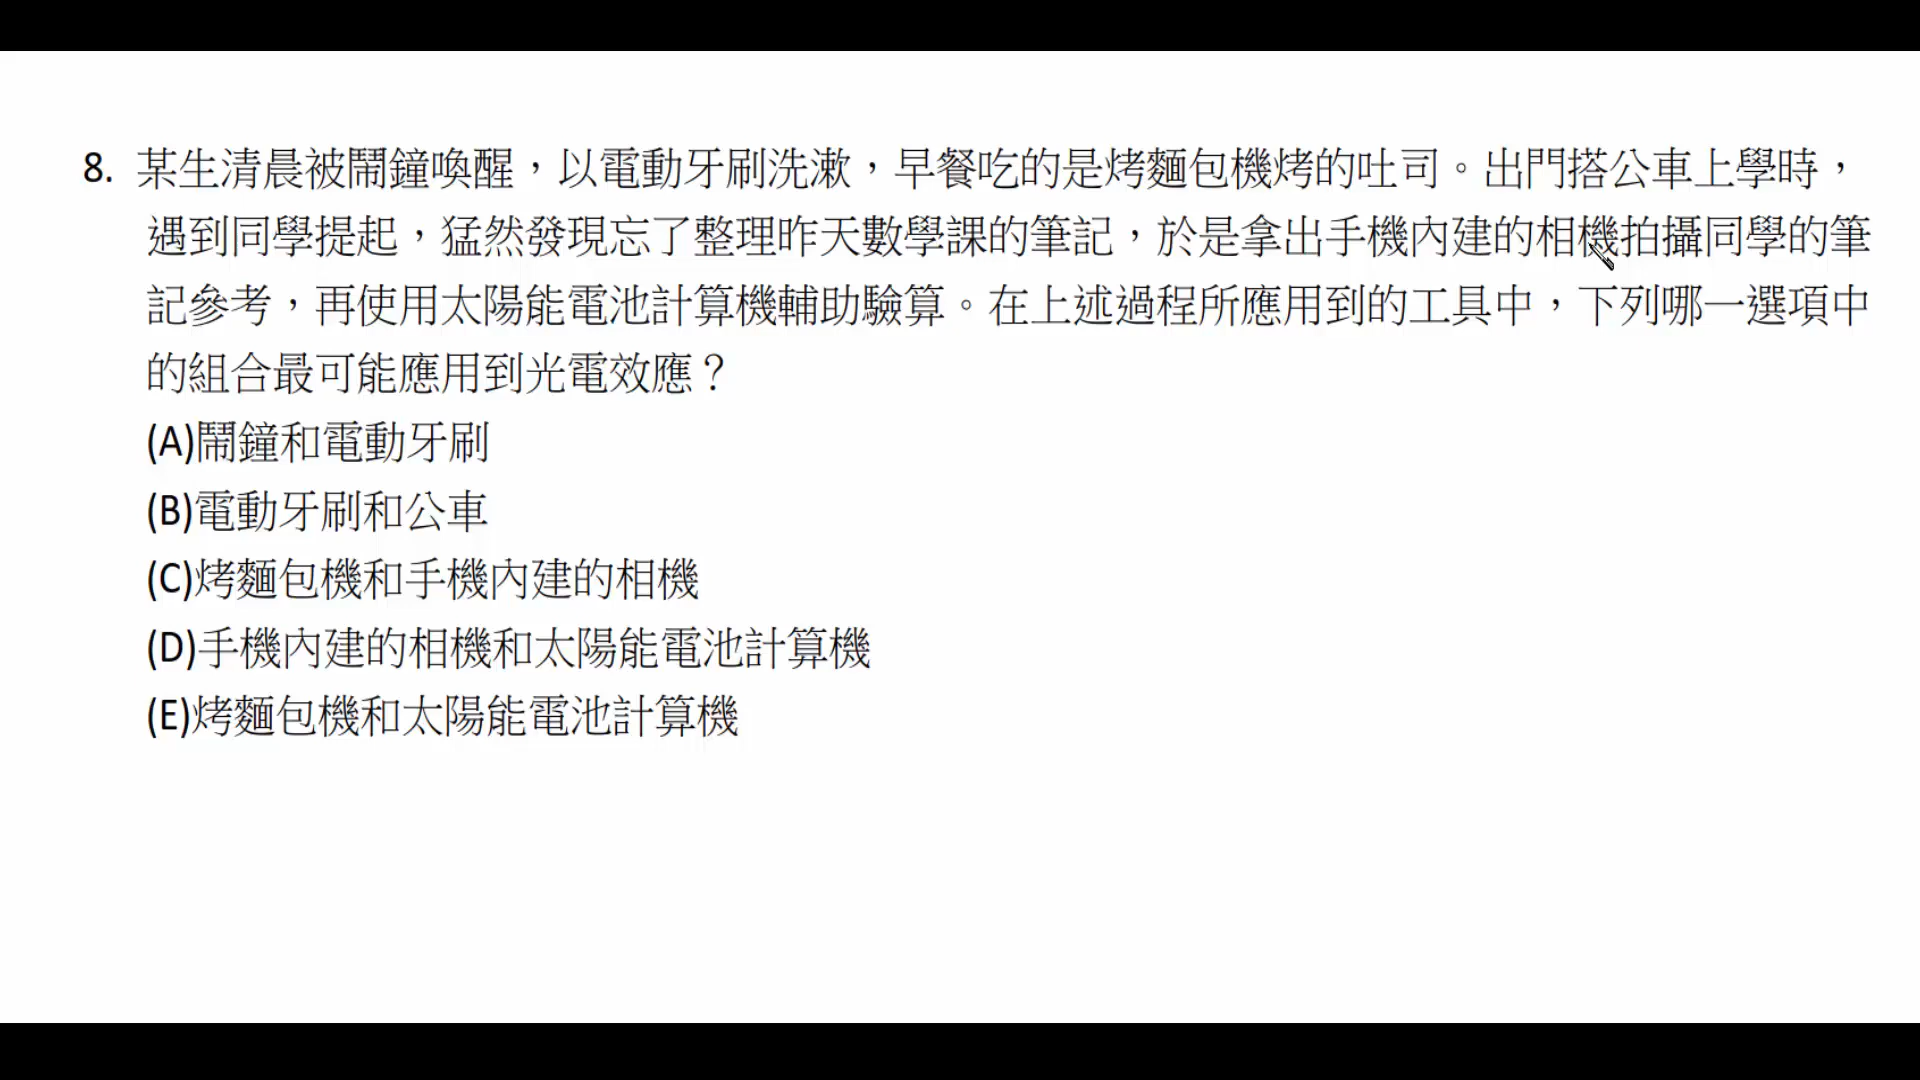 8. 某生清晨被鬧鐘喚醒，以電動牙刷洗漱，早餐吃的是烤麵包機烤的吐司。出門搭公車上學時，
遇到同學提起，猛然發現忘了整理昨天數學課的筆記，於是拿出手機內建的相機拍攝同學的筆
記參考，再使用太陽能電池計算機輔助驗算。在上述過程所應用到的工具中，下列哪一選項中
的組合最可能應用到光電效應？
(A)鬧鐘和電動牙刷
(B)電動牙刷和公車
(C)烤麵包機和手機內建的相機
(D)手機內建的相機和太陽能電池計算機
(E)烤麵包機和太陽能電池計算機